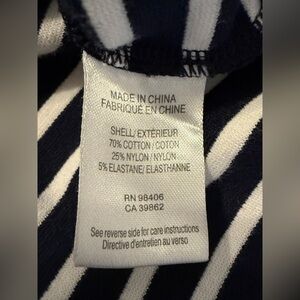 MADE IN CHINA
FABRIQUÉ EN CHINE
SHELL/EXTÉRIEUR
70% COTTON/COTON
25% NYLON/NYLON
5% ELASTANE/ÉLASTHANNE
RN 98406
CA 39862
See reverse side for care instructions
Directive d'entretien au verso